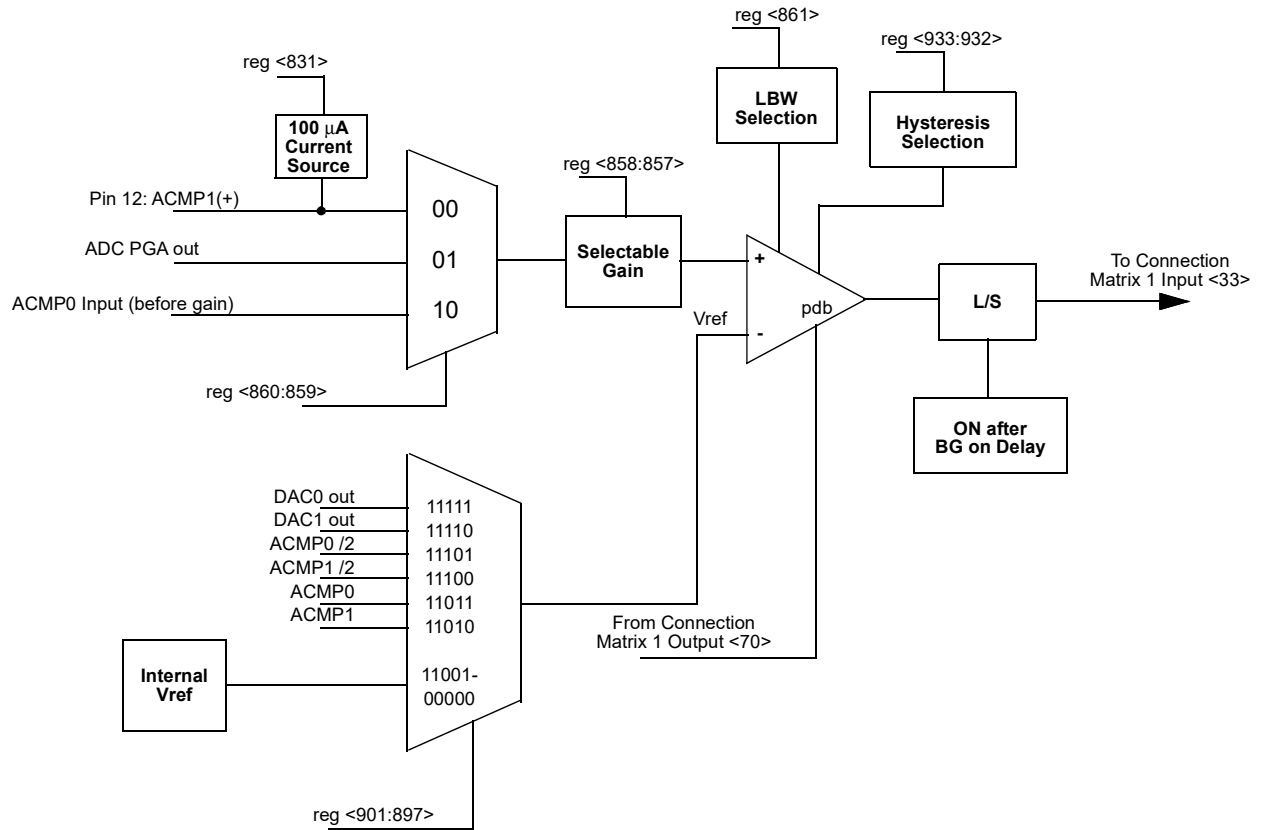 reg <861>
reg <933:932>
reg <831>
LBW
Selection
100 μA
Current
Source
Hysteresis
Selection
reg <858:857>
Pin 12: ACMP1(+)
00
ADC PGA out
01
Selectable
Gain
+
To Connection
Matrix 1 Input <33>
ACMP0 Input (before gain)
10
L/S
pdb
Vref
-
reg <860:859>
ON after
BG on Delay
DAC0 out
11111
DAC1 out
11110
ACMP0 /2
11101
ACMP1 /2
11100
ACMP0
11011
ACMP1
11010
From Connection
Matrix 1 Output <70>
Internal
Vref
11001-
00000
reg <901:897>